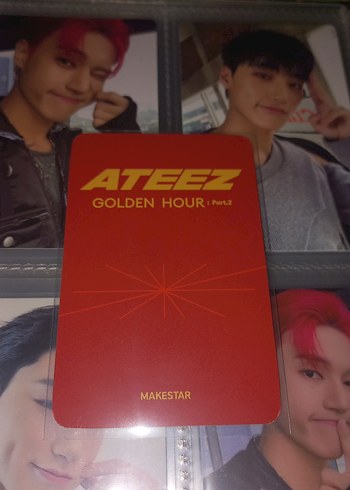 ATEEZ
GOLDEN HOUR : Part.2
MAKESTAR